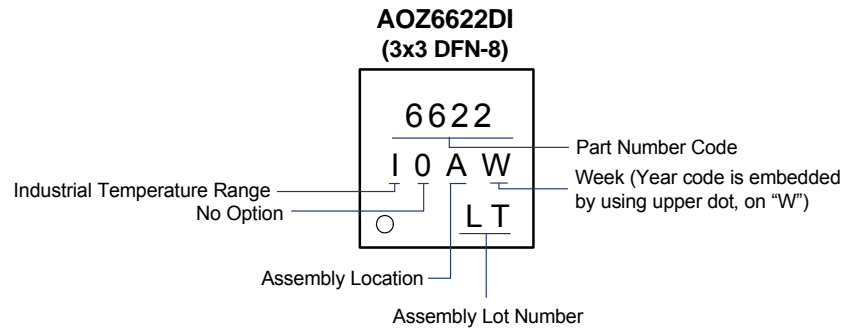 AOZ6622DI
(3x3 DFN-8)
6622
Part Number Code
I 0 A W
Week (Year code is embedded
by using upper dot, on “W”)
Industrial Temperature Range
No Option
L T
Assembly Location
Assembly Lot Number